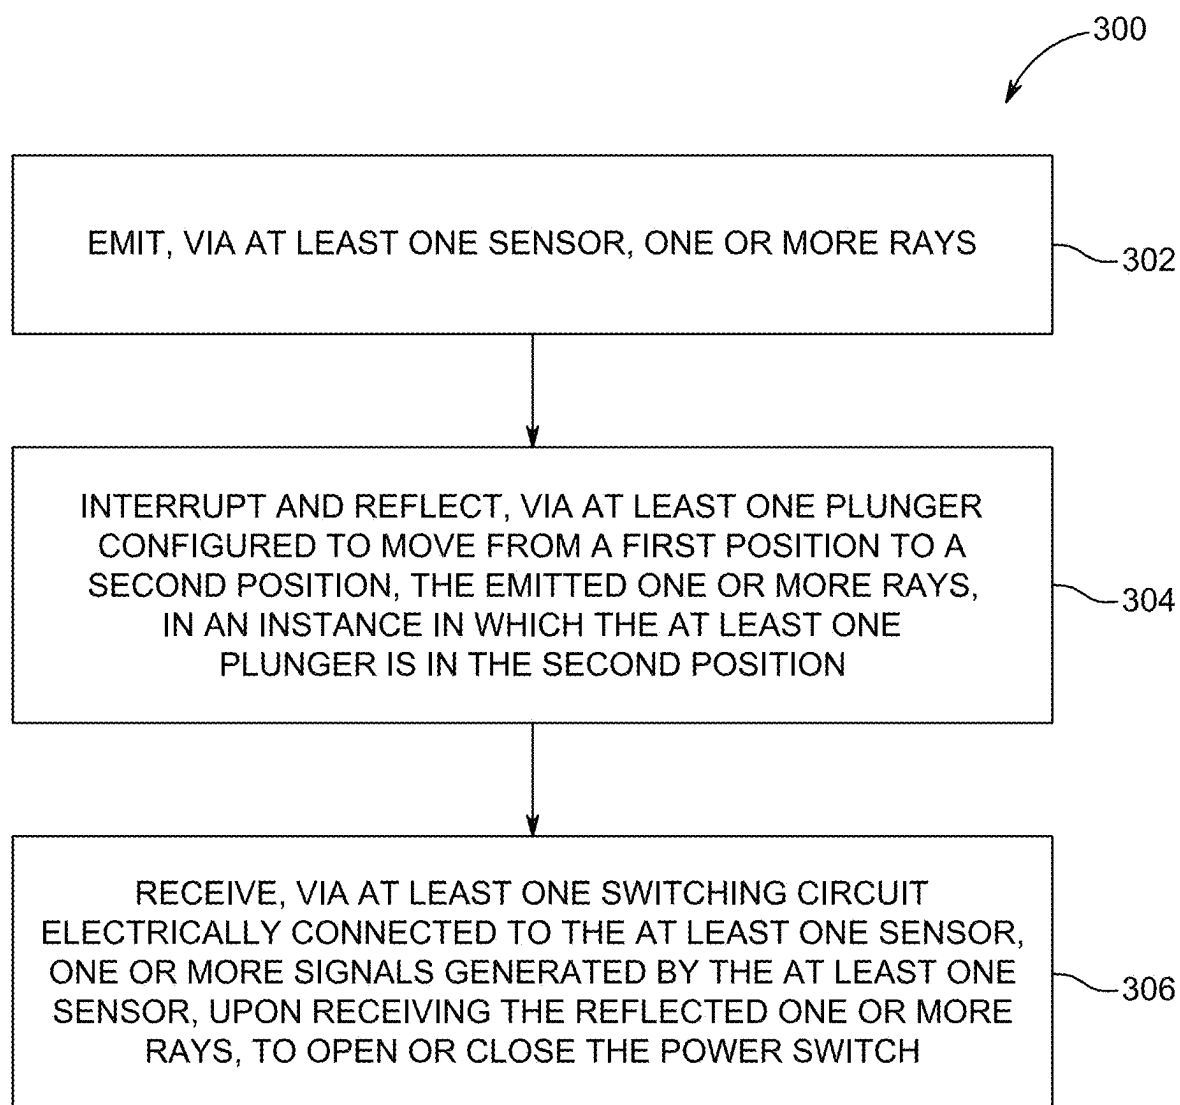 300
EMIT, VIA AT LEAST ONE SENSOR, ONE OR MORE RAYS
302
INTERRUPT AND REFLECT, VIA AT LEAST ONE PLUNGER
CONFIGURED TO MOVE FROM A FIRST POSITION TO A
SECOND POSITION, THE EMITTED ONE OR MORE RAYS,
IN AN INSTANCE IN WHICH THE AT LEAST ONE
PLUNGER IS IN THE SECOND POSITION
304
RECEIVE, VIA AT LEAST ONE SWITCHING CIRCUIT
ELECTRICALLY CONNECTED TO THE AT LEAST ONE SENSOR,
ONE OR MORE SIGNALS GENERATED BY THE AT LEAST ONE
SENSOR, UPON RECEIVING THE REFLECTED ONE OR MORE
RAYS, TO OPEN OR CLOSE THE POWER SWITCH
306